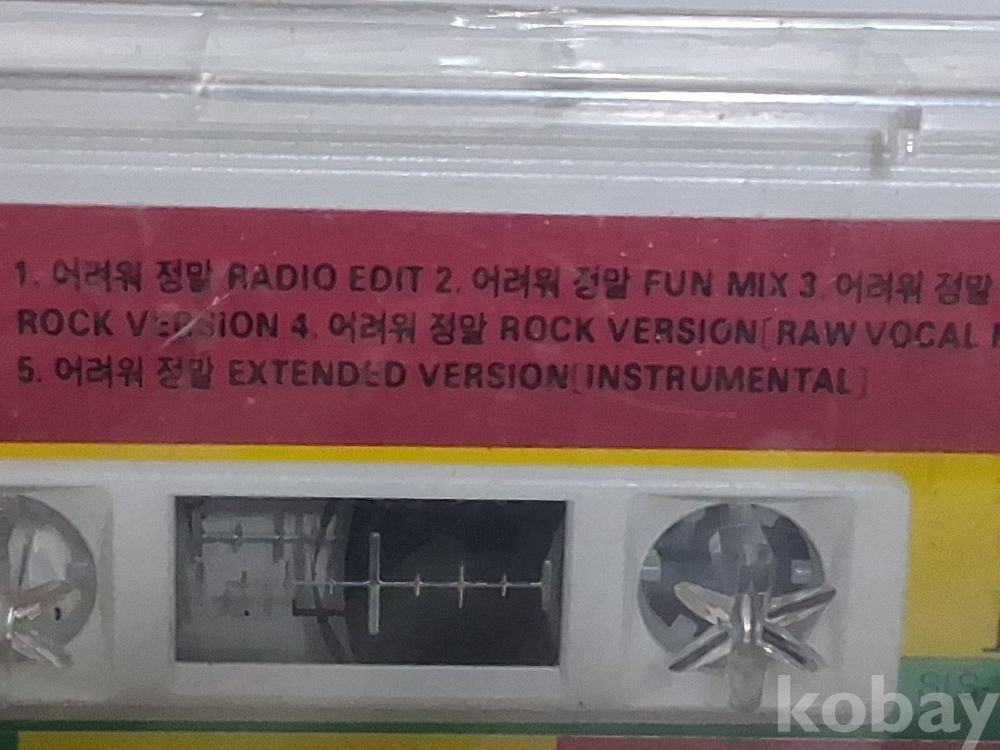 1. 어려워 정말 RADIO EDIT 2. 어려워 정말 FUN MIX 3. 어려워 정말
ROCK VERSiON 4. 어려워 정말 ROCK VERSION[RAW VOCAL
5. 어려워 정말 EXTENDED VERSION[INSTRUMENTAL]
kobay